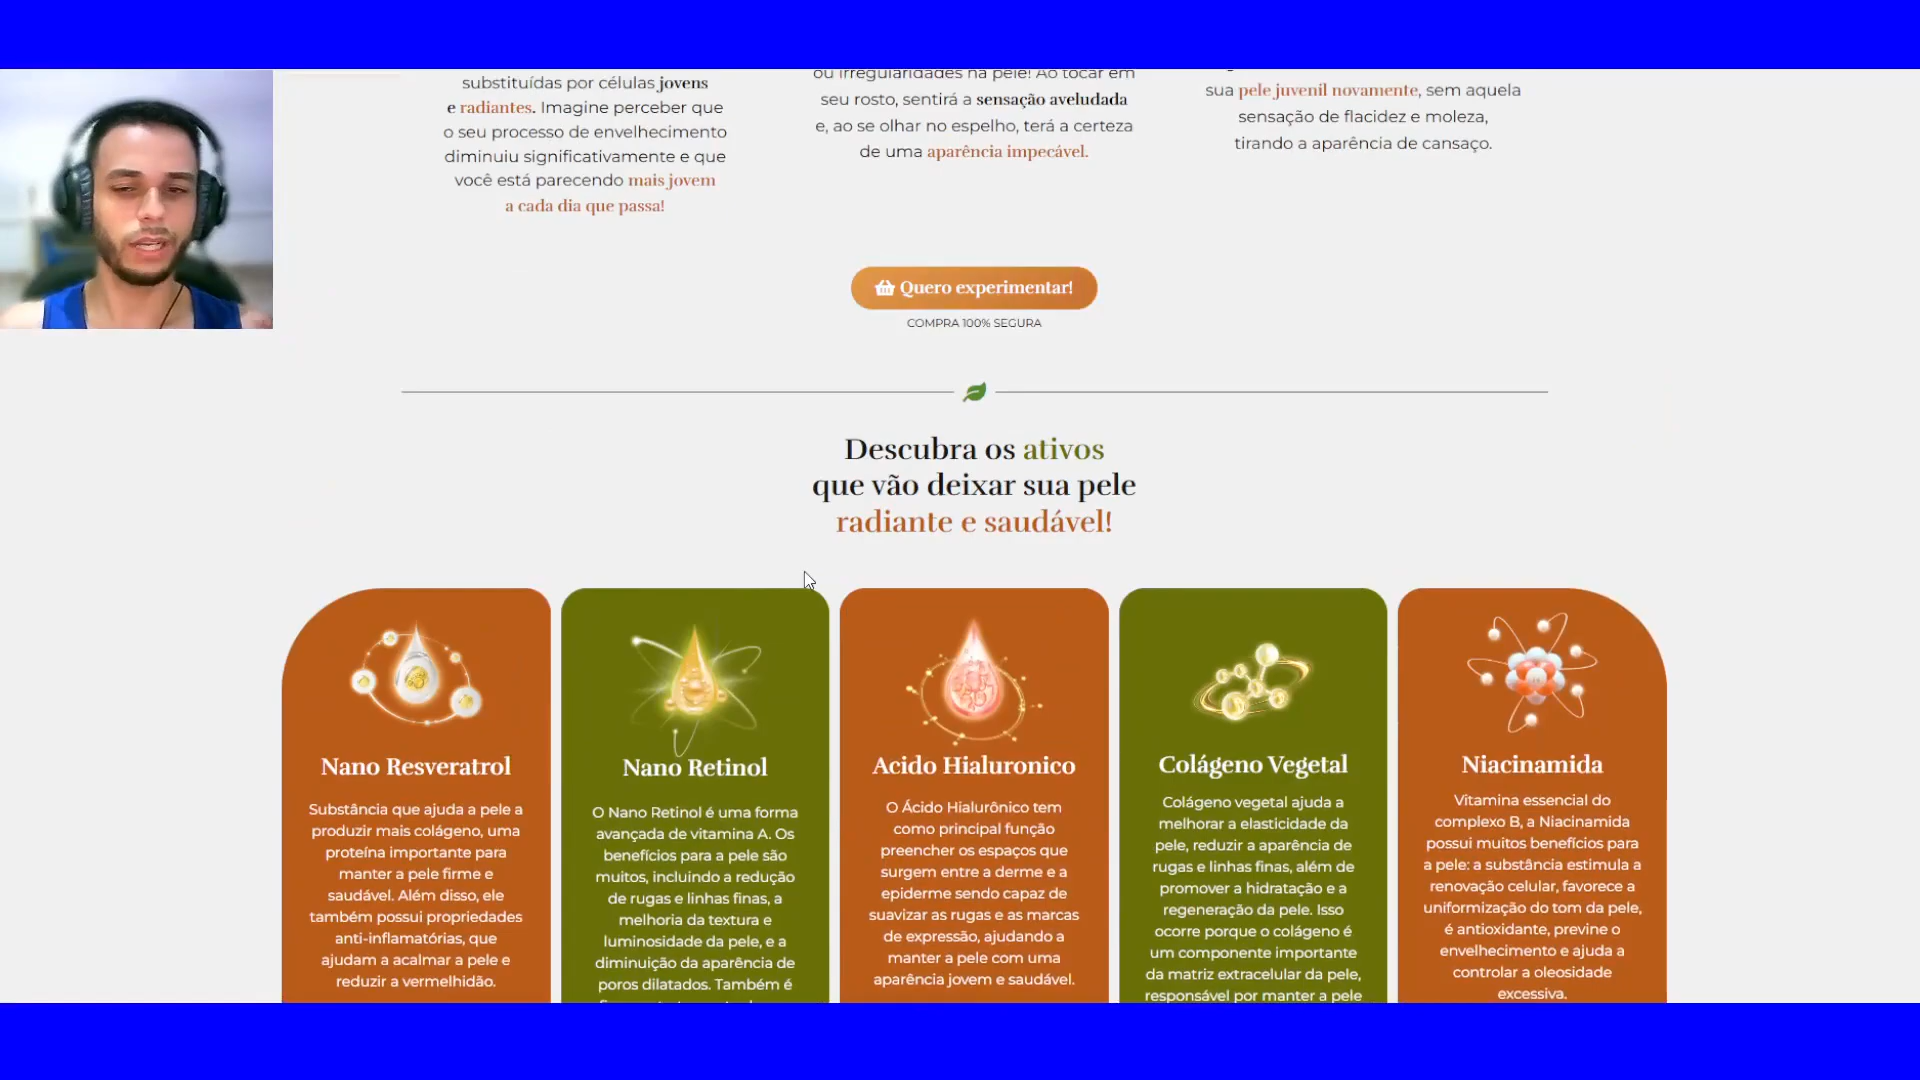 substituídas por células jovens
e radiantes. Imagine perceber que
o seu processo de envelhecimento
diminuiu significativamente e que
você está parecendo mais jovem
a cada dia que passa!
ou irregularidades na pele! Ao tocar em
seu rosto, sentirá a sensação aveludada
e, ao se olhar no espelho, terá a certeza
de uma aparência impecável.
sua pele juvenil novamente, sem aquela
sensação de flacidez e moleza,
tirando a aparência de cansaço.
Quero experimentar!
COMPRA 100% SEGURA
Descubra os ativos
que vão deixar sua pele
radiante e saudável!
Nano Resveratrol
Substância que ajuda a pele a
produzir mais colágeno, uma
proteína importante para
manter a pele firme e
saudável. Além disso, ele
também possui propriedades
anti-inflamatórias, que
ajudam a acalmar a pele e
reduzir a vermelhidão.
Nano Retinol
O Nano Retinol é uma forma
avançada de vitamina A. Os
benefícios para a pele são
muitos, incluindo a redução
de rugas e linhas finas, a
melhoria da textura e
luminosidade da pele, e a
diminuição da aparência de
poros dilatados. Também é
Acido Hialuronico
O Ácido Hialurônico tem
como principal função
preencher os espaços que
surgem entre a derme e a
epiderme sendo capaz de
suavizar as rugas e as marcas
de expressão, ajudando a
manter a pele com uma
aparência jovem e saudável.
Colágeno Vegetal
Colágeno vegetal ajuda a
melhorar a elasticidade da
pele, reduzir a aparência de
rugas e linhas finas, além de
promover a hidratação e a
regeneração da pele. Isso
ocorre porque o colágeno é
um componente importante
da matriz extracelular da pele,
responsável por manter a pele
Niacinamida
Vitamina essencial do
complexo B, a Niacinamida
possui muitos benefícios para
a pele: a substância estimula a
renovação celular, favorece a
uniformização do tom da pele,
é antioxidante, previne o
envelhecimento e ajuda a
controlar a oleosidade
excessiva.